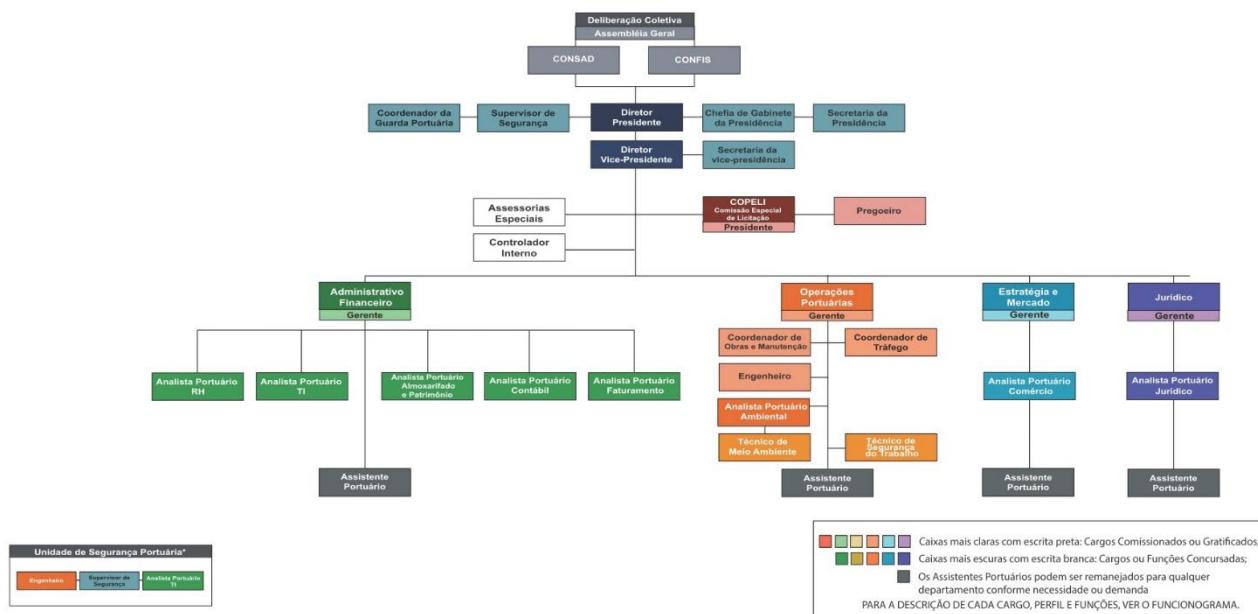 Deliberação Coletiva
Assembléia Geral
CONSAD
CONFIS
Coordenador da
Guarda Portuária
Supervisor de
Segurança
Diretor
Presidente
Chefia de Gabinete
da Presidência
Secretaria da
Presidência
Diretor
Vice-Presidente
Secretaria da
vice-presidência
Assessorias
Especiais
COPELI
Comissão Especial
de Licitação
Presidente
Pregoeiro
Controlador
Interno
Administrativo
Financeiro
Gerente
Operações
Portuárias
Gerente
Estratégia e
Mercado
Gerente
Jurídico
Gerente
Coordenador de
Obras e Manutenção
Coordenador de
Tráfego
Analista Portuário
RH
Analista Portuário
TI
Analista Portuário
Almoxarifado
e Patrimônio
Analista Portuário
Contábil
Analista Portuário
Faturamento
Engenheiro
Analista Portuário
Comércio
Analista Portuário
Jurídico
Analista Portuário
Ambiental
Técnico de
Meio Ambiente
Técnico de
Segurança
do Trabalho
Assistente
Portuário
Assistente
Portuário
Assistente
Portuário
Assistente
Portuário
Unidade de Segurança Portuária*
Engenheiro
Supervisor de
Segurança
Analista Portuário
TI
Caixas mais claras com escrita preta: Cargos Comissionados ou Gratificados;
Caixas mais escuras com escrita branca: Cargos ou Funções Concursadas;
Os Assistentes Portuários podem ser remanejados para qualquer
departamento conforme necessidade ou demanda
PARA A DESCRIÇÃO DE CADA CARGO, PERFIL E FUNÇÕES, VER O FUNCIONOGRAMA.